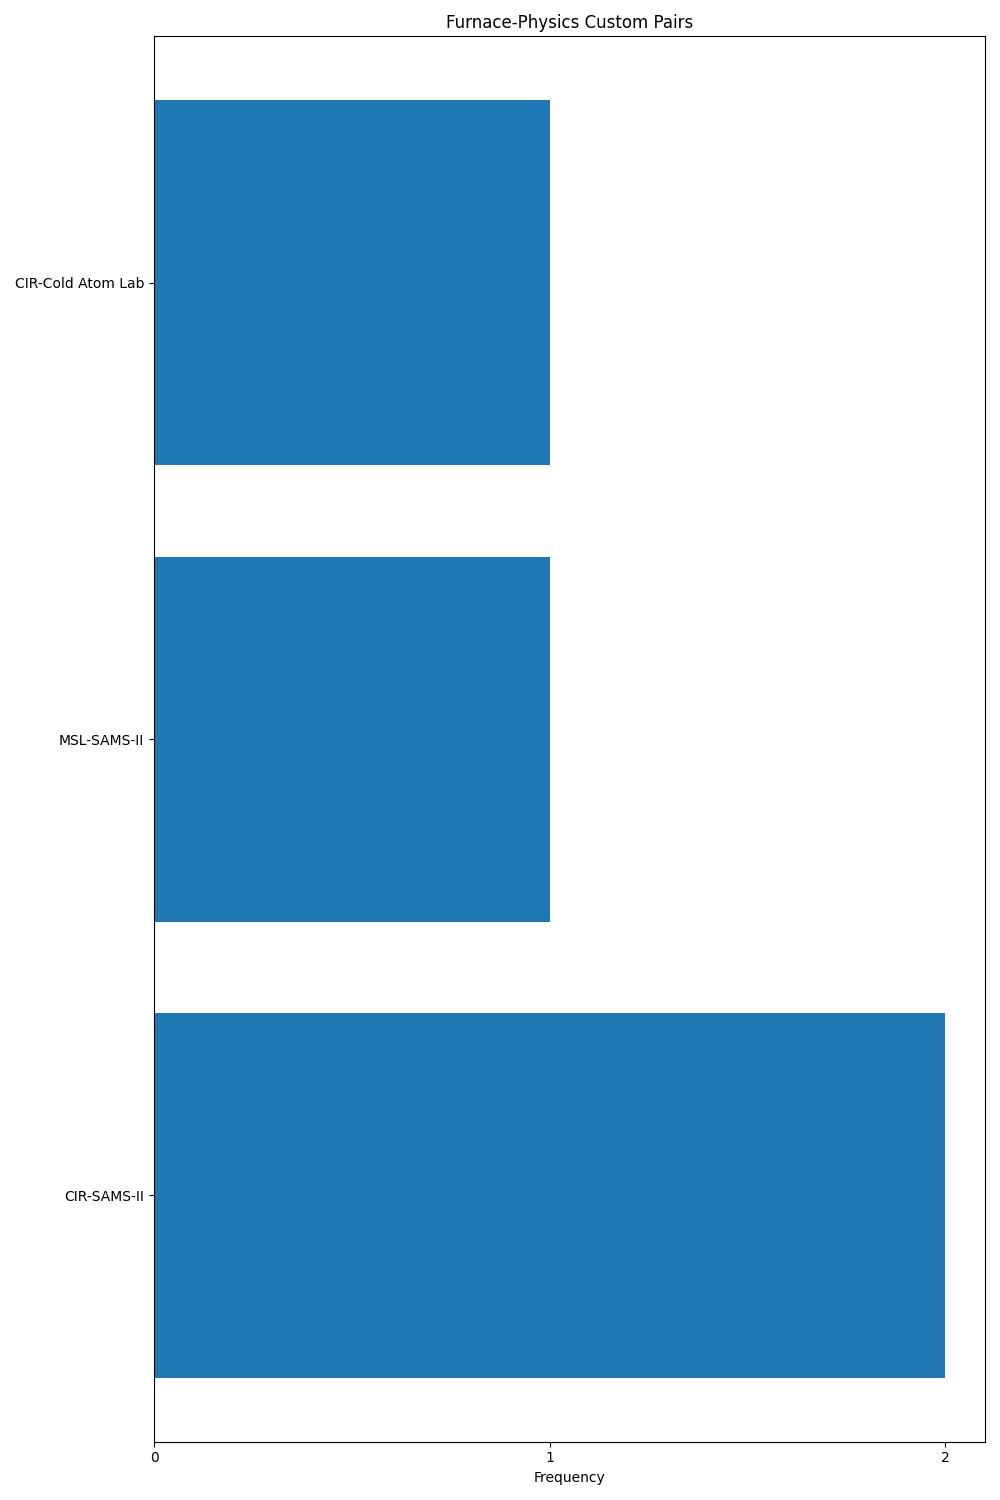 Furnace-Physics Custom Pairs
CIR-Cold Atom Lab
MSL-SAMS-II
CIR-SAMS-II
0 1 2
Frequency